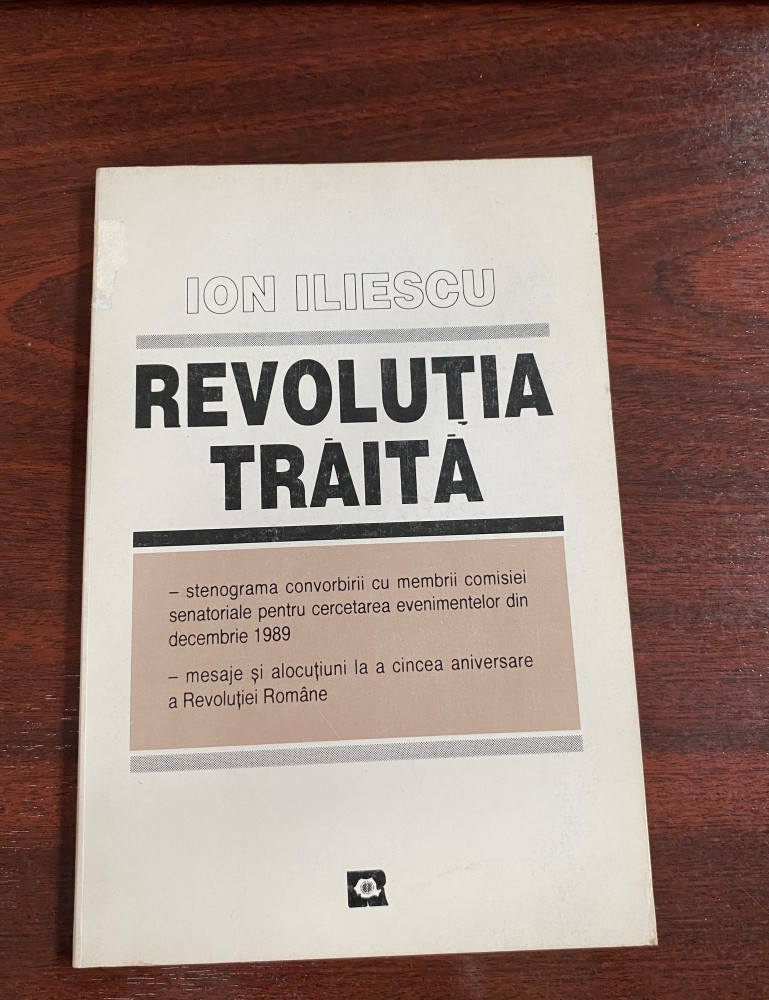 ION ILIESCU
REVOLUȚIA
TRĂITĂ
– stenograma convorbirii cu membrii comisiei
senatoriale pentru cercetarea evenimentelor din
decembrie 1989
– mesaje și alocuțiuni la a cincea aniversare
a Revoluției Române
R